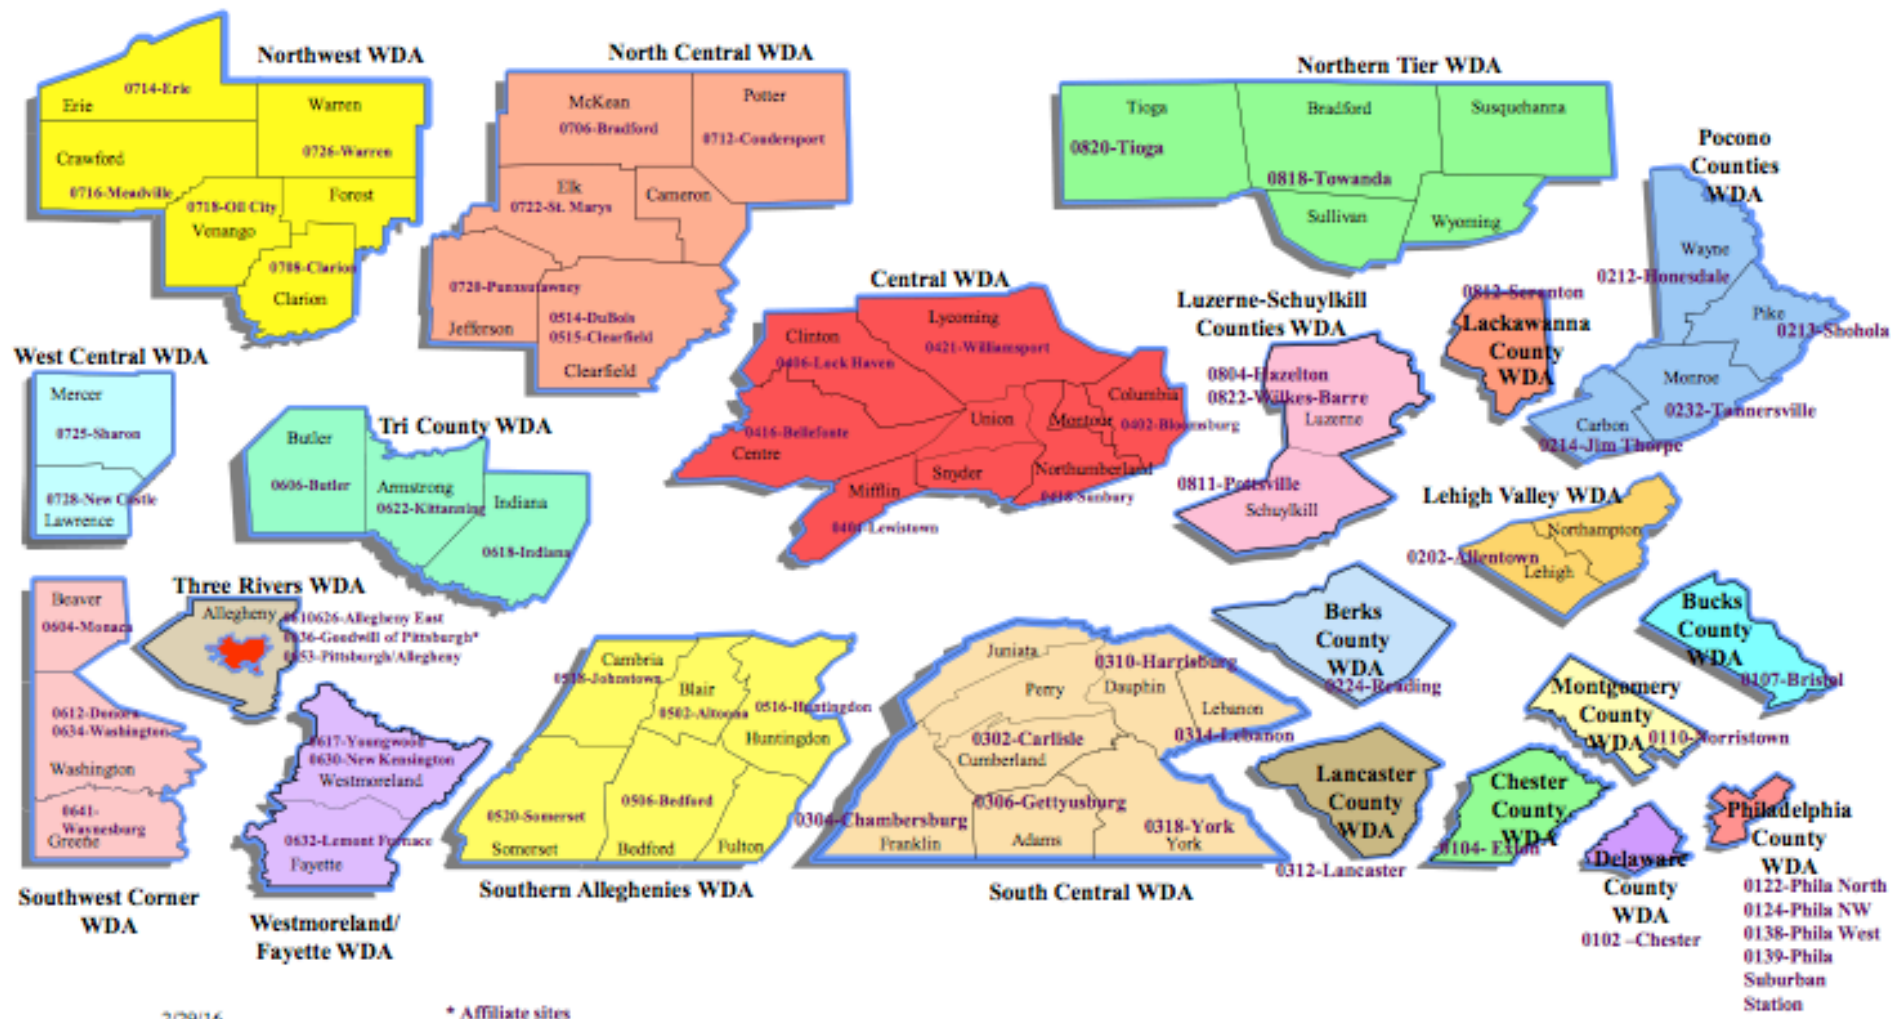 Northwest WDA
0714-Erie
Erie
Warren
0726-Warren
Crawford
0716-Meadville
0718-Oil City
Venango
Forest
0708-Clarion
Clarion
North Central WDA
McKean
0706-Bradford
Potter
0712-Coudersport
Elk
0722-St. Marys
Cameron
0720-Punxsutawney
Jefferson
0514-DuBois
0515-Clearfield
Clearfield
Northern Tier WDA
Tioga
0820-Tioga
Bradford
0818-Towanda
Susquehanna
Sullivan
Wyoming
Pocono
Counties
WDA
Wayne
0212-Honesdale
Pike
0213-Shohola
Monroe
0232-Tannersville
Carbon
0214-Jim Thorpe
Central WDA
Clinton
0406-Lock Haven
Lycoming
0421-Williamsport
Columbia
0402-Bloomsburg
Union
Montour
0416-Bellefonte
Centre
Snyder
Northumberland
0418-Sunbury
Mifflin
0404-Lewistown
Luzerne-Schuylkill
Counties WDA
0804-Hazelton
0822-Wilkes-Barre
Luzerne
0811-Pottsville
Schuylkill
0812-Scranton
Lackawanna
County
WDA
West Central WDA
Mercer
0725-Sharon
0728-New Castle
Lawrence
Tri County WDA
Butler
0606-Butler
Armstrong
0622-Kittanning
Indiana
0618-Indiana
Lehigh Valley WDA
Northampton
0202-Allentown
Lehigh
Three Rivers WDA
Allegheny
0610626-Allegheny East
0636-Goodwill of Pittsburgh*
0653-Pittsburgh/Allegheny
Beaver
0604-Monaca
0612-Donora
0634-Washington
Washington
0641-
Waynesburg
Greene
Southwest Corner
WDA
0617-Youngwood
0630-New Kensington
Westmoreland
0632-Lemont Furnace
Fayette
Westmoreland/
Fayette WDA
Cambria
0518-Johnstown
Blair
0502-Altoona
0516-Huntingdon
Huntingdon
0520-Somerset
Somerset
0506-Bedford
Bedford
Fulton
Southern Alleghenies WDA
Juniata
Perry
0310-Harrisburg
Dauphin
Lebanon
0314-Lebanon
0302-Carlisle
Cumberland
0306-Gettyusburg
0304-Chambersburg
Franklin
Adams
0318-York
York
South Central WDA
Berks
County
WDA
0224-Reading
Bucks
County
WDA
0107-Bristol
Montgomery
County
WDA
0110-Norristown
Lancaster
County
WDA
0312-Lancaster
Chester
County
WDA
0104- Exton
Delaware
County
WDA
0102 –Chester
Philadelphia
County
WDA
0122-Phila North
0124-Phila NW
0138-Phila West
0139-Phila
Suburban
Station
2/29/16
* Affiliate sites